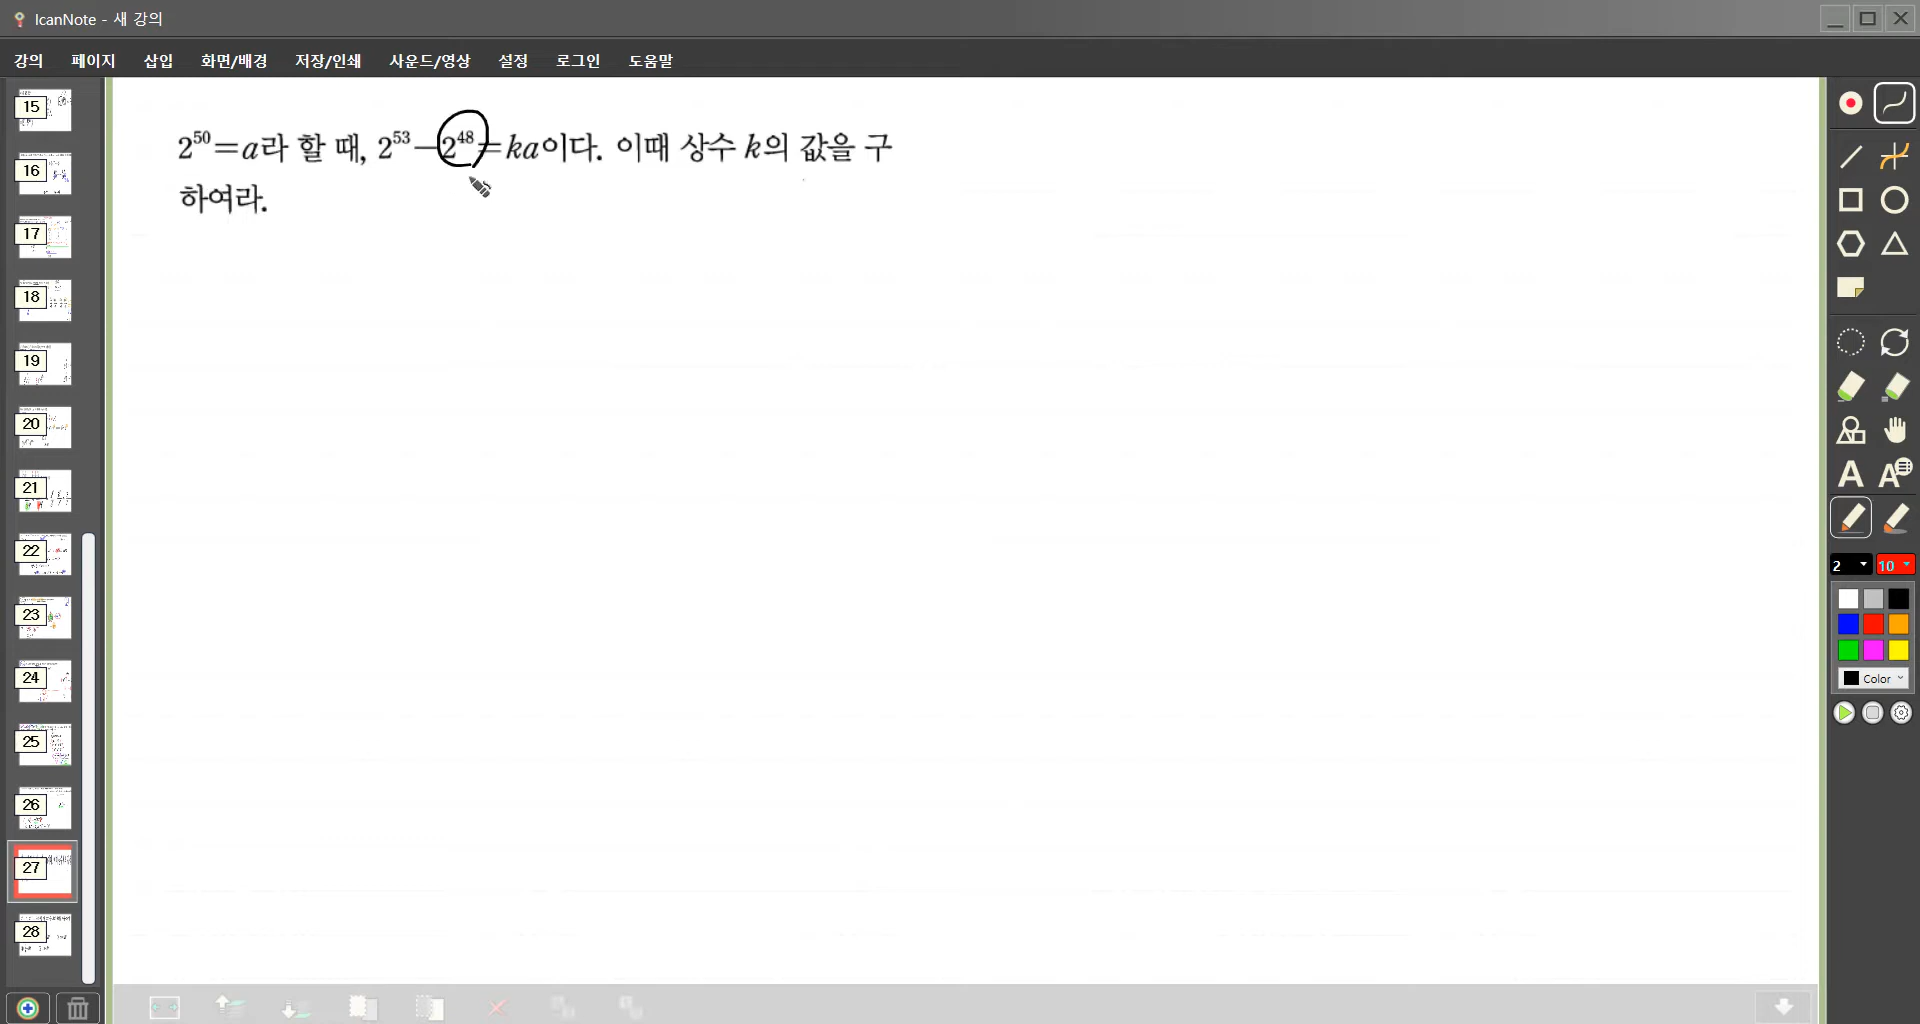 IcanNote - 새 강의
강의 페이지 삽입 화면/배경 저장/인쇄 사운드/영상 설정 로그인 도움말
15
16
17
18
19
20
21
22
23
24
25
26
27
28
2⁵⁰=a라 할 때, 2⁵³−2⁴⁸=ka이다. 이때 상수 k의 값을 구
하여라.
A A
2 10
Color